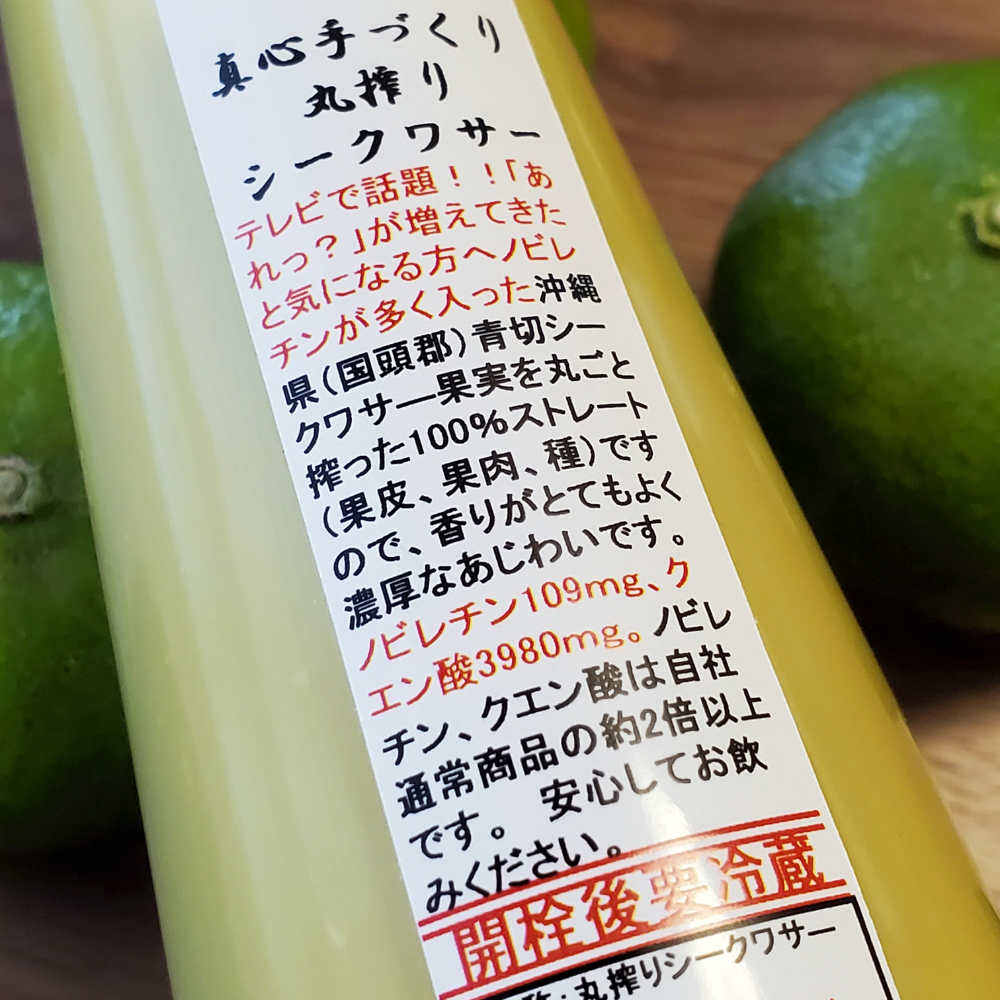 真心手づくり
丸搾り
シークワサー
テレビで話題！！「あ
れっ？」が増えてきた
と気になる方へノビレ
チンが多く入った沖縄
県（国頭郡）青切シー
クワサー果実を丸ごと
搾った100％ストレート
（果皮、果肉、種）です
ので、香りがとてもよく
濃厚なあじわいです。
ノビレチン109mg、ク
エン酸3980mg。ノビレ
チン、クエン酸は自社
通常商品の約2倍以上
です。 安心してお飲
みください。
開栓後要冷蔵
：丸搾りシークワサー